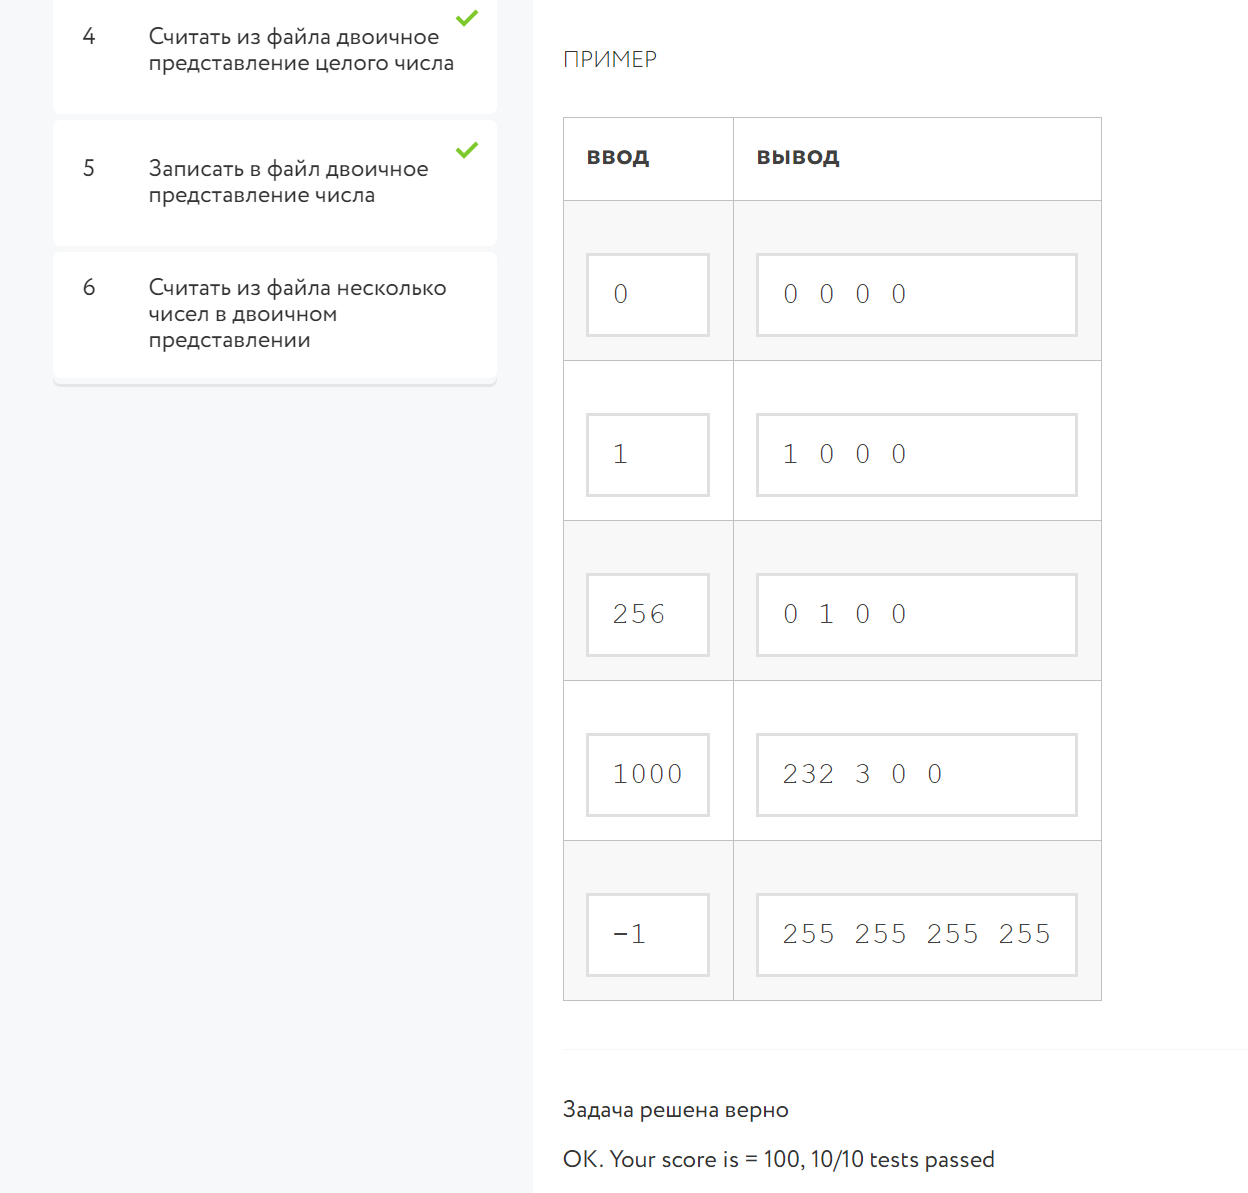 4 Считать из файла двоичное
представление целого числа
5 Записать в файл двоичное
представление числа
6 Считать из файла несколько
чисел в двоичном
представлении
ПРИМЕР
ВВОД ВЫВОД
0 0 0 0 0
1 1 0 0 0
256 0 1 0 0
1000 232 3 0 0
-1 255 255 255 255
Задача решена верно
OK. Your score is = 100, 10/10 tests passed